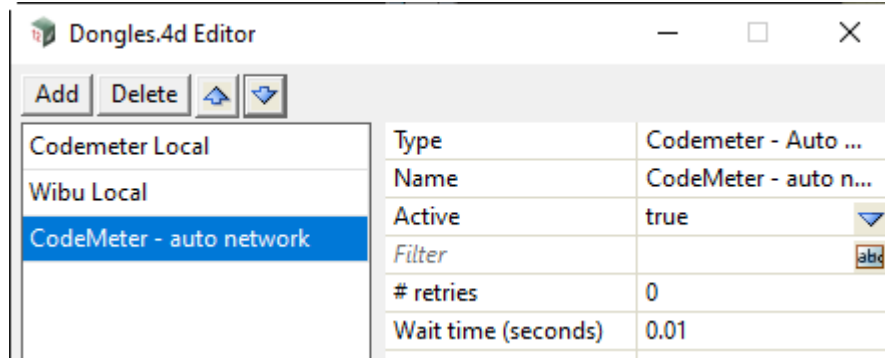 Dongles.4d Editor
Add Delete
Codemeter Local
Wibu Local
CodeMeter - auto network
Type Codemeter - Auto ...
Name CodeMeter - auto n...
Active true
Filter abc
# retries 0
Wait time (seconds) 0.01